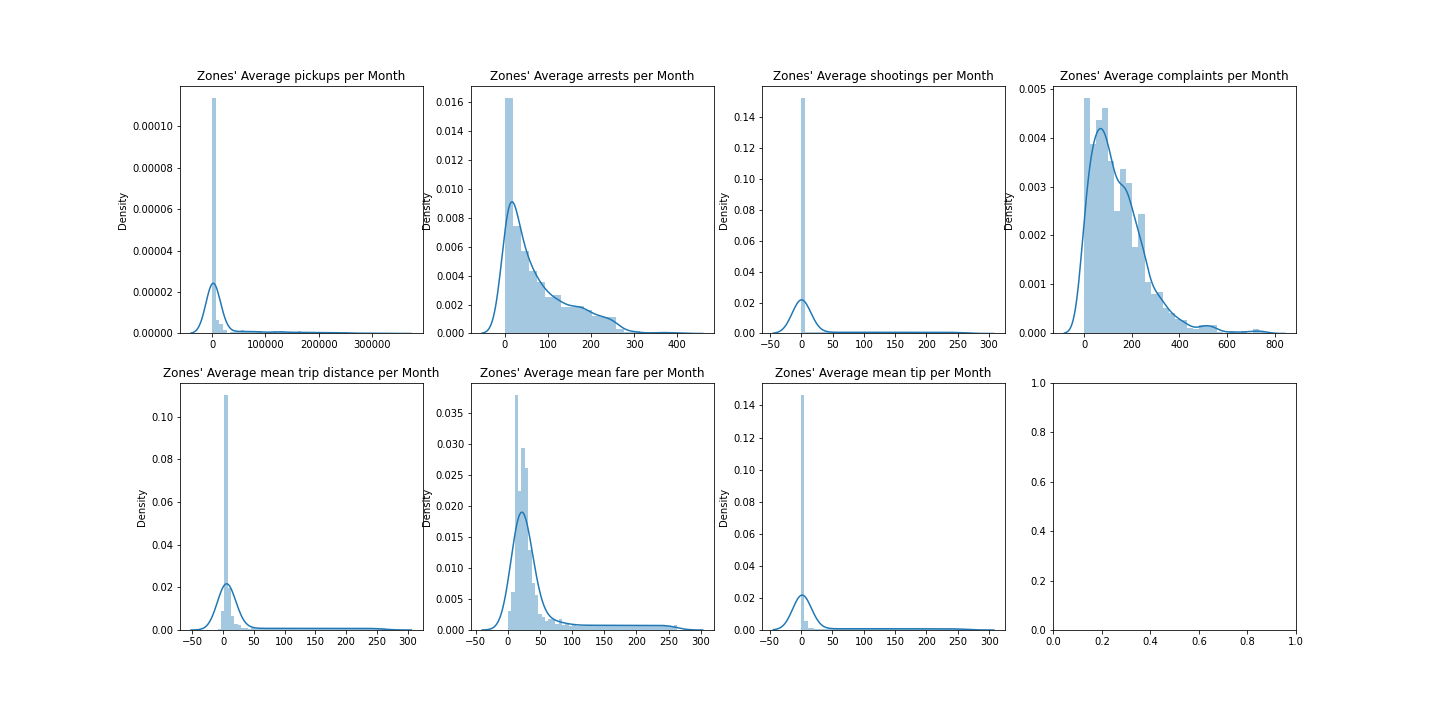 Zones' Average pickups per Month
Density
0.00010
0.00008
0.00006
0.00004
0.00002
0.00000
0 100000 200000 300000
Zones' Average arrests per Month
Density
0.016
0.014
0.012
0.010
0.008
0.006
0.004
0.002
0.000
0 100 200 300 400
Zones' Average shootings per Month
Density
0.14
0.12
0.10
0.08
0.06
0.04
0.02
0.00
−50 0 50 100 150 200 250 300
Zones' Average complaints per Month
Density
0.005
0.004
0.003
0.002
0.001
0.000
0 200 400 600 800
Zones' Average mean trip distance per Month
Density
0.10
0.08
0.06
0.04
0.02
0.00
−50 0 50 100 150 200 250 300
Zones' Average mean fare per Month
Density
0.035
0.030
0.025
0.020
0.015
0.010
0.005
0.000
−50 0 50 100 150 200 250 300
Zones' Average mean tip per Month
Density
0.14
0.12
0.10
0.08
0.06
0.04
0.02
0.00
−50 0 50 100 150 200 250 300
1.0
0.8
0.6
0.4
0.2
0.0
0.0 0.2 0.4 0.6 0.8 1.0